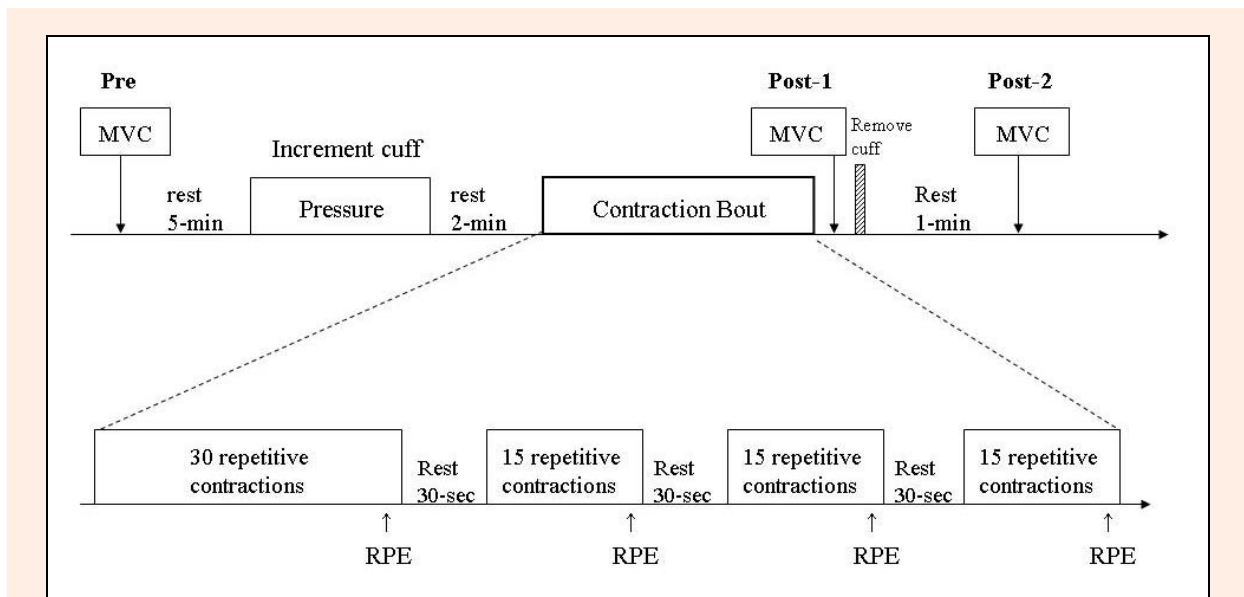 Pre
Post-1
Post-2
MVC
MVC
Remove
cuff
MVC
Increment cuff
rest
5-min
Pressure
rest
2-min
Contraction Bout
Rest
1-min
30 repetitive
contractions
Rest
30-sec
15 repetitive
contractions
Rest
30-sec
15 repetitive
contractions
Rest
30-sec
15 repetitive
contractions
↑
↑
↑
↑
RPE
RPE
RPE
RPE